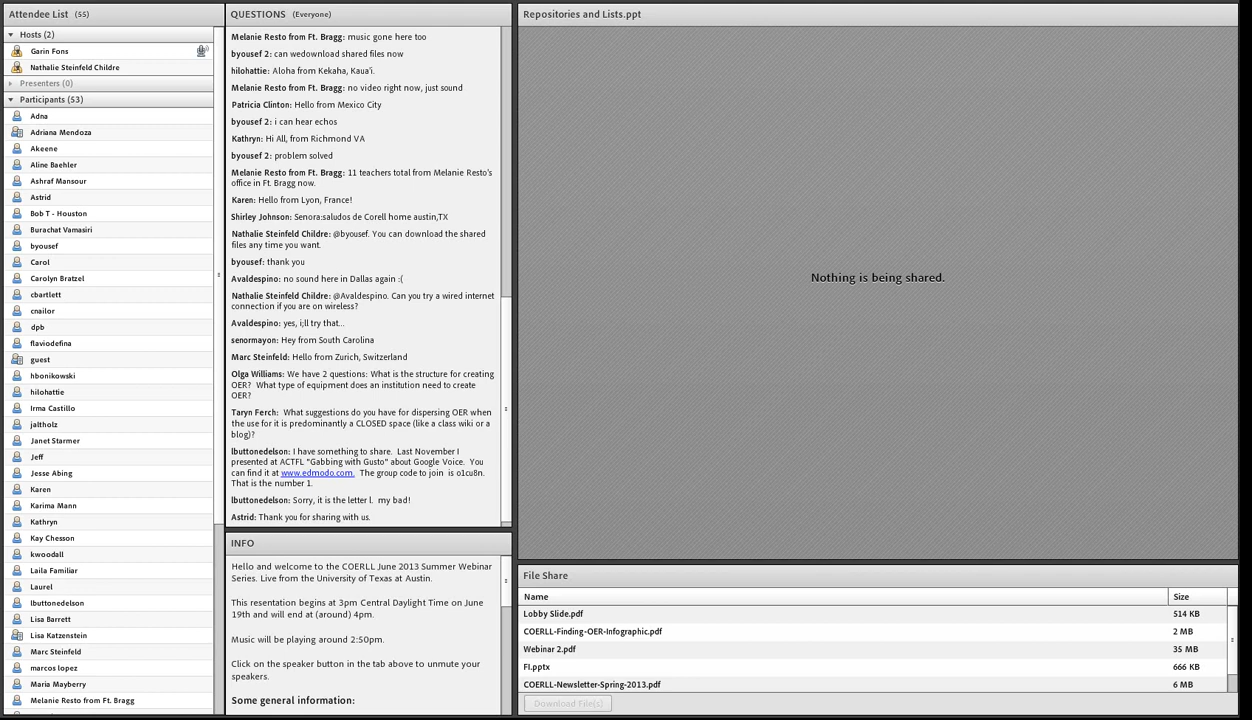 Attendee List (55)
Hosts (2)
Garin Fons
Nathalie Steinfeld Childre
Presenters (0)
Participants (53)
Adna
Adriana Mendoza
Akeene
Aline Baehler
Ashraf Mansour
Astrid
Bob T - Houston
Burachat Vamasiri
byousef
Carol
Carolyn Bratzel
cbartlett
cnailor
dpb
flaviodefina
guest
hbonikowski
hilohattie
Irma Castillo
jaltholz
Janet Starmer
Jeff
Jesse Abing
Karen
Karima Mann
Kathryn
Kay Chesson
kwoodall
Laila Familiar
Laurel
lbuttonedelson
Lisa Barrett
Lisa Katzenstein
Marc Steinfeld
marcos lopez
Maria Mayberry
Melanie Resto from Ft. Bragg
QUESTIONS (Everyone)
Melanie Resto from Ft. Bragg: music gone here too
byousef 2: can wedownload shared files now
hilohattie: Aloha from Kekaha, Kaua'i.
Melanie Resto from Ft. Bragg: no video right now, just sound
Patricia Clinton: Hello from Mexico City
byousef 2: i can hear echos
Kathryn: Hi All, from Richmond VA
byousef 2: problem solved
Melanie Resto from Ft. Bragg: 11 teachers total from Melanie Resto's
office in Ft. Bragg now.
Karen: Hello from Lyon, France!
Shirley Johnson: Senora:saludos de Corell home austin,TX
Nathalie Steinfeld Childre: @byousef. You can download the shared
files any time you want.
byousef: thank you
Avaldespino: no sound here in Dallas again :(
Nathalie Steinfeld Childre: @Avaldespino. Can you try a wired internet
connection if you are on wireless?
Avaldespino: yes, i;ll try that...
senormayon: Hey from South Carolina
Marc Steinfeld: Hello from Zurich, Switzerland
Olga Williams: We have 2 questions: What is the structure for creating
OER? What type of equipment does an institution need to create
OER?
Taryn Ferch: What suggestions do you have for dispersing OER when
the use for it is predominantly a CLOSED space (like a class wiki or a
blog)?
lbuttonedelson: I have something to share. Last November I
presented at ACTFL "Gabbing with Gusto" about Google Voice. You
can find it at www.edmodo.com. The group code to join is o1cu8n.
That is the number 1.
lbuttonedelson: Sorry, it is the letter l. my bad!
Astrid: Thank you for sharing with us.
INFO
Hello and welcome to the COERLL June 2013 Summer Webinar
Series. Live from the University of Texas at Austin.
This resentation begins at 3pm Central Daylight Time on June
19th and will end at (around) 4pm.
Music will be playing around 2:50pm.
Click on the speaker button in the tab above to unmute your
speakers.
Some general information:
Repositories and Lists.ppt
Nothing is being shared.
File Share
Name Size
Lobby Slide.pdf 514 KB
COERLL-Finding-OER-Infographic.pdf 2 MB
Webinar 2.pdf 35 MB
FI.pptx 666 KB
COERLL-Newsletter-Spring-2013.pdf 6 MB
Download File(s)